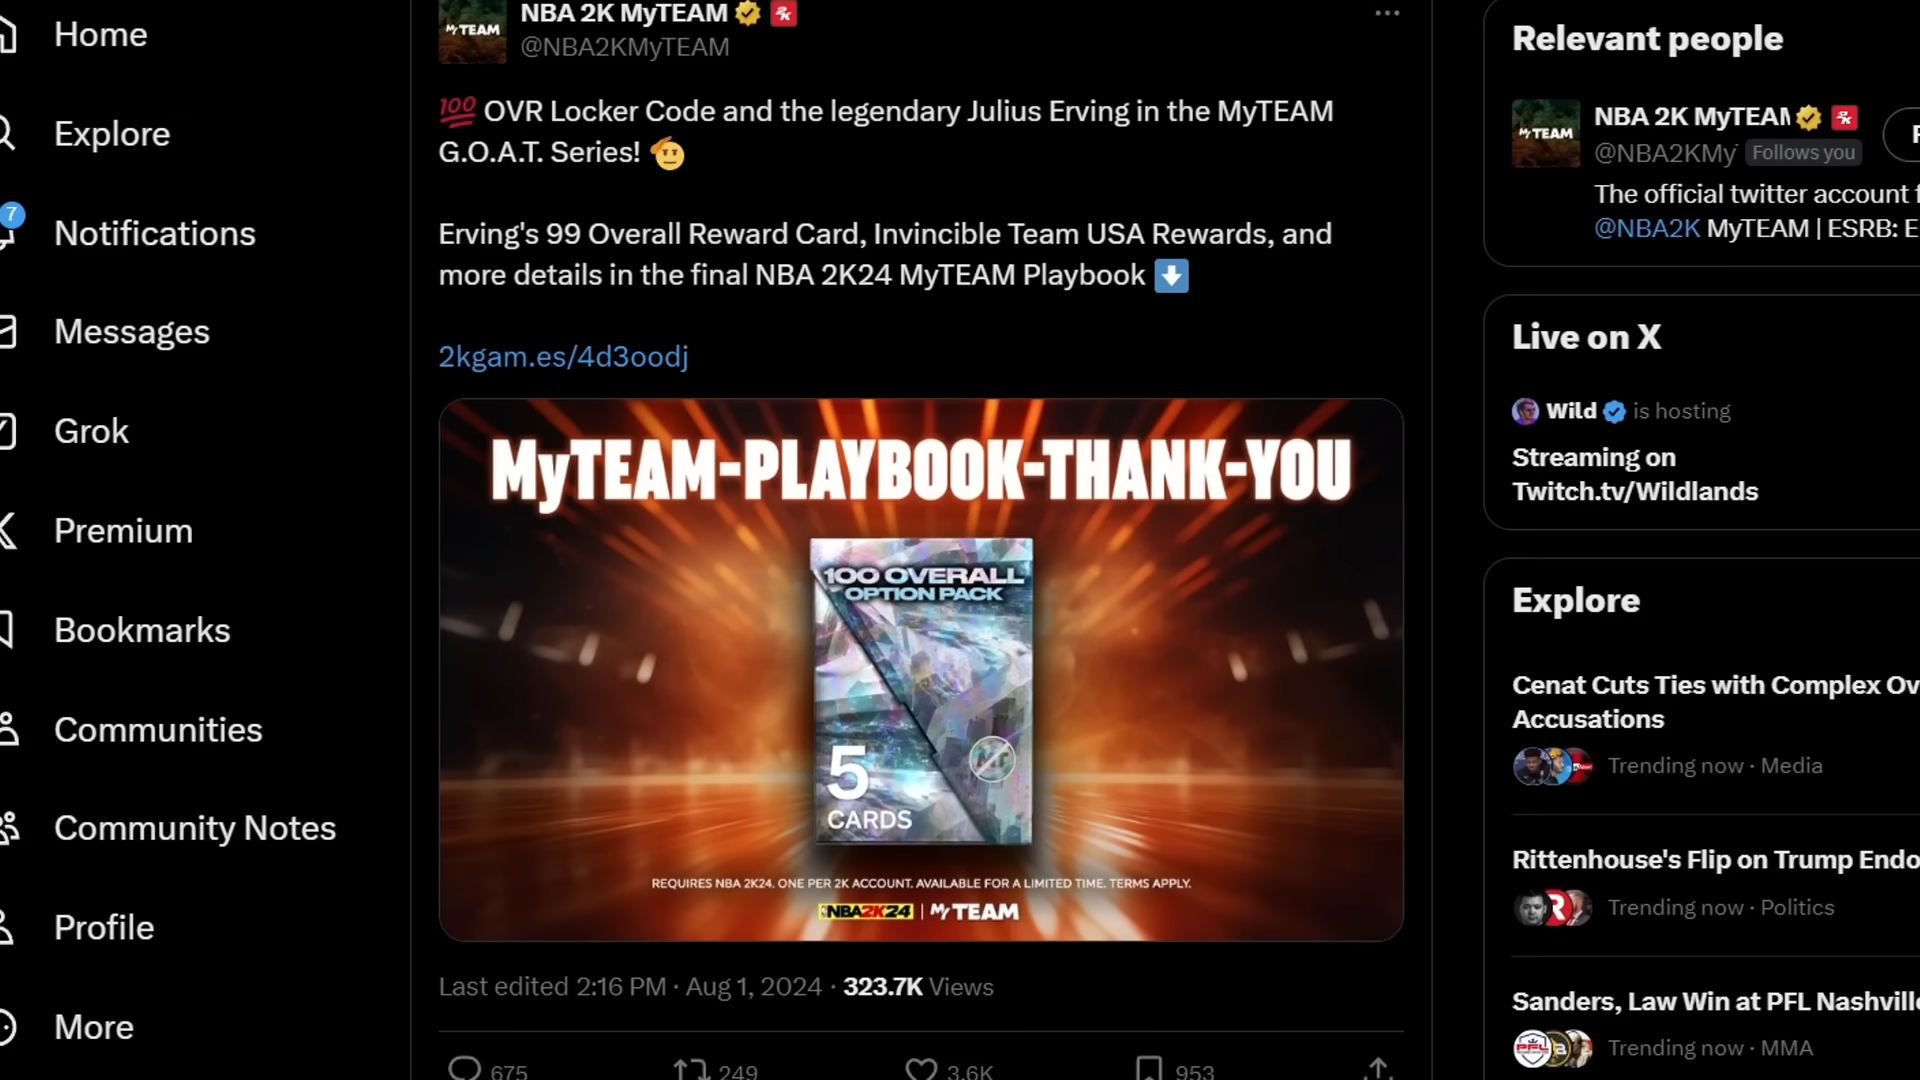 Home
Explore
7
Notifications
Messages
Grok
Premium
Bookmarks
Communities
Community Notes
Profile
More
MyTEAM
NBA 2K MyTEAM
@NBA2KMyTEAM
💯 OVR Locker Code and the legendary Julius Erving in the MyTEAM
G.O.A.T. Series! 🫡
Erving's 99 Overall Reward Card, Invincible Team USA Rewards, and
more details in the final NBA 2K24 MyTEAM Playbook ⬇️
2kgam.es/4d3oodj
MyTEAM-PLAYBOOK-THANK-YOU
100 OVERALL
OPTION PACK
MT
5
CARDS
REQUIRES NBA 2K24. ONE PER 2K ACCOUNT. AVAILABLE FOR A LIMITED TIME. TERMS APPLY.
NBA2K24 | MyTEAM
Last edited 2:16 PM · Aug 1, 2024 · 323.7K Views
675 249 3.6K 953
Relevant people
MyTEAM
NBA 2K MyTEAM
@NBA2KMy Follows you
The official twitter account f
@NBA2K MyTEAM | ESRB: E
Live on X
Wild is hosting
Streaming on
Twitch.tv/Wildlands
Explore
Cenat Cuts Ties with Complex Ov
Accusations
Trending now · Media
Rittenhouse's Flip on Trump Endo
R
Trending now · Politics
Sanders, Law Win at PFL Nashville
PFL B
Trending now · MMA